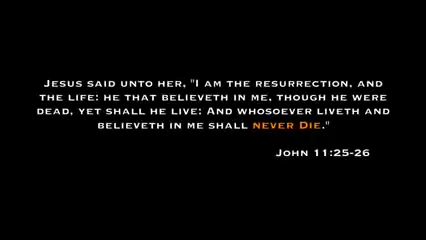 Jesus said unto her, "I am the resurrection, and
the life: he that believeth in me, though he were
dead, yet shall he live: And whosoever liveth and
believeth in me shall never Die."
John 11:25-26